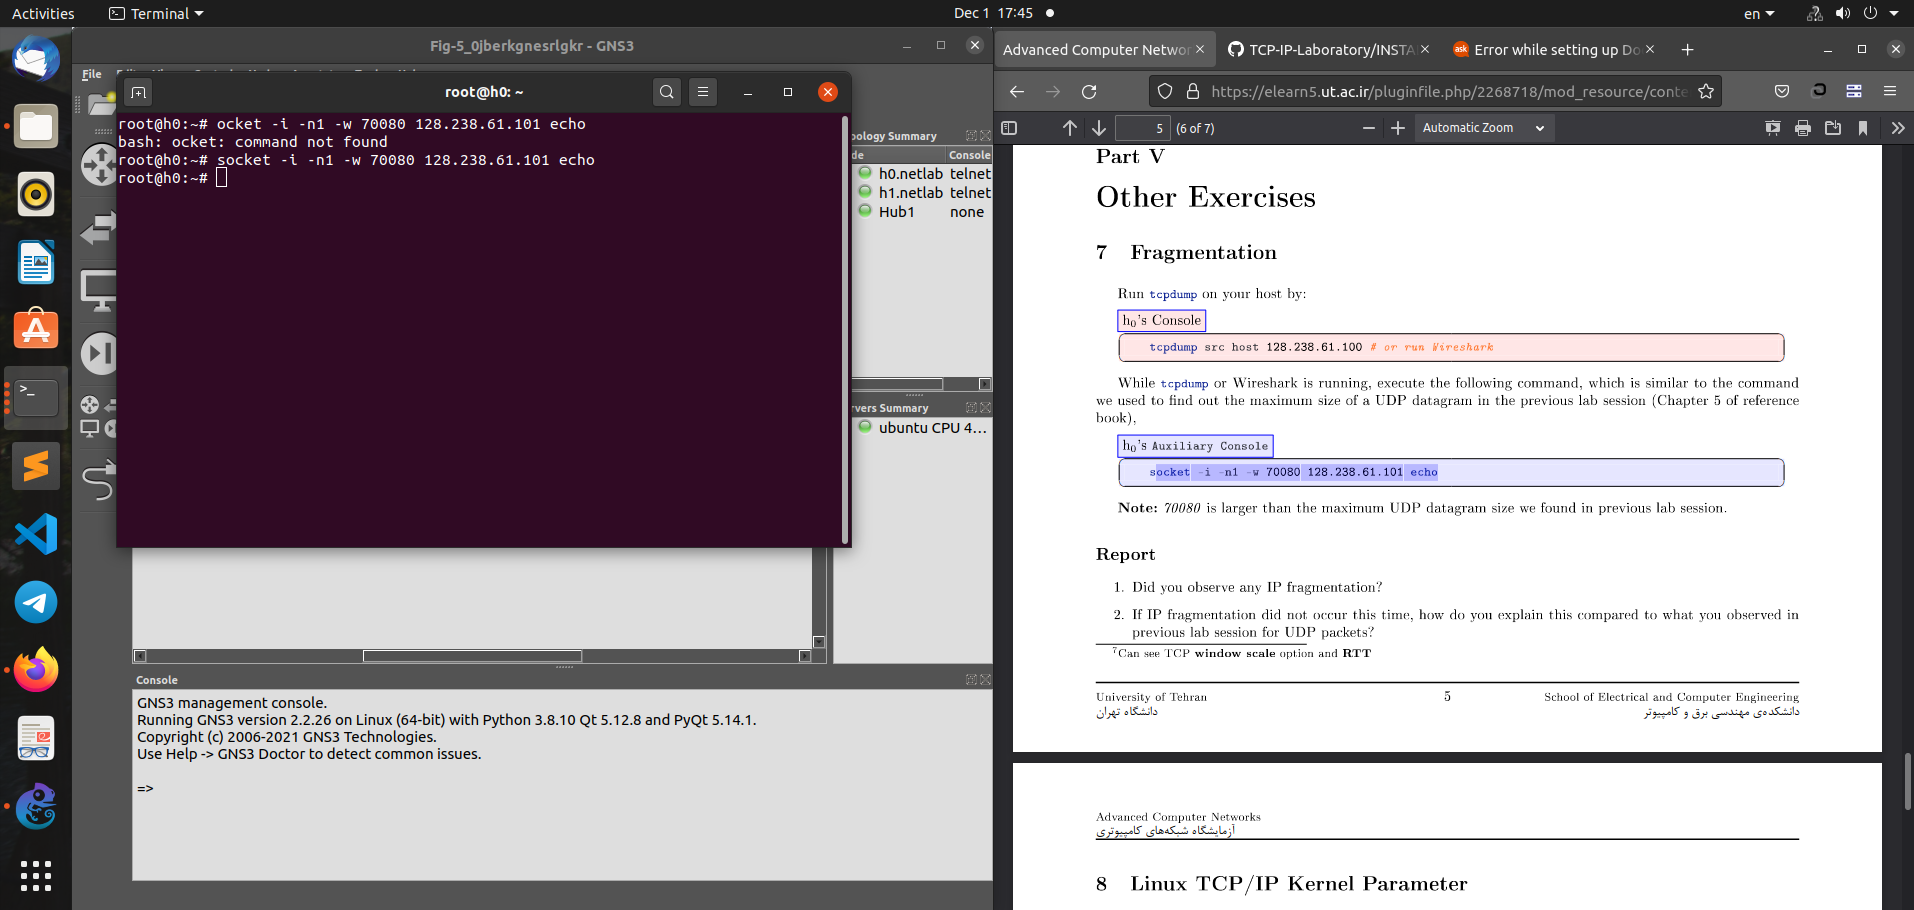 Activities
Terminal
Dec 1 17:45
en
Fig-5_0jberkgnesrlgkr - GNS3
File
root@h0: ~
root@h0:~# ocket -i -n1 -w 70080 128.238.61.101 echo
bash: ocket: command not found
root@h0:~# socket -i -n1 -w 70080 128.238.61.101 echo
root@h0:~#
pology Summary
de
Console
h0.netlab telnet
h1.netlab telnet
Hub1 none
rvers Summary
ubuntu CPU 4...
Console
GNS3 management console.
Running GNS3 version 2.2.26 on Linux (64-bit) with Python 3.8.10 Qt 5.12.8 and PyQt 5.14.1.
Copyright (c) 2006-2021 GNS3 Technologies.
Use Help -> GNS3 Doctor to detect common issues.
=>
Advanced Computer Networ
TCP-IP-Laboratory/INSTA
ask
Error while setting up Do
https://elearn5.ut.ac.ir/pluginfile.php/2268718/mod_resource/conte
5 (6 of 7)
Automatic Zoom
Part V
Other Exercises
7 Fragmentation
Run tcpdump on your host by:
h0's Console
tcpdump src host 128.238.61.100 # or run Wireshark
While tcpdump or Wireshark is running, execute the following command, which is similar to the command
we used to find out the maximum size of a UDP datagram in the previous lab session (Chapter 5 of reference
book),
h0's Auxiliary Console
socket -i -n1 -w 70080 128.238.61.101 echo
Note: 70080 is larger than the maximum UDP datagram size we found in previous lab session.
Report
1. Did you observe any IP fragmentation?
2. If IP fragmentation did not occur this time, how do you explain this compared to what you observed in
previous lab session for UDP packets?
7Can see TCP window scale option and RTT
University of Tehran
5
School of Electrical and Computer Engineering
دانشگاه تهران
دانشکده‌ی مهندسی برق و کامپیوتر
Advanced Computer Networks
آزمایشگاه شبکه‌های کامپیوتری
8 Linux TCP/IP Kernel Parameter